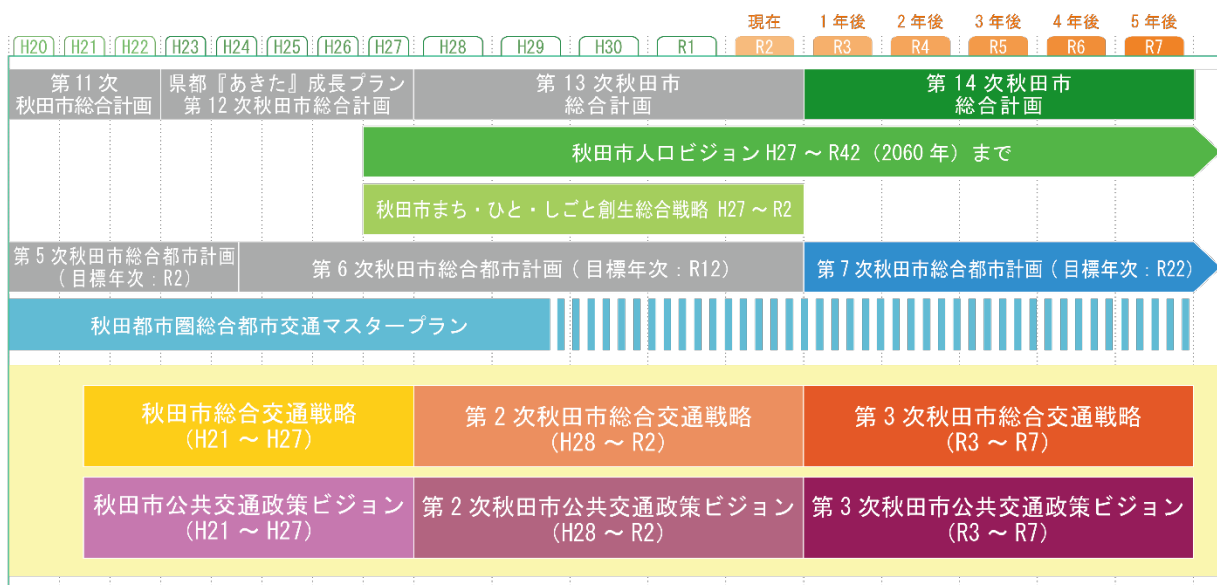 現在 1年後 2年後 3年後 4年後 5年後
H20 H21 H22 H23 H24 H25 H26 H27 H28 H29 H30 R1 R2 R3 R4 R5 R6 R7
第11次
秋田市総合計画
県都『あきた』成長プラン
第12次秋田市総合計画
第13次秋田市
総合計画
第14次秋田市
総合計画
秋田市人口ビジョン H27 ～ R42（2060年）まで
秋田市まち・ひと・しごと創生総合戦略 H27 ～ R2
第5次秋田市総合都市計画
（目標年次：R2）
第6次秋田市総合都市計画（目標年次：R12）
第7次秋田市総合都市計画（目標年次：R22）
秋田都市圏総合都市交通マスタープラン
秋田市総合交通戦略
(H21 ～ H27)
第2次秋田市総合交通戦略
(H28 ～ R2)
第3次秋田市総合交通戦略
(R3 ～ R7)
秋田市公共交通政策ビジョン
(H21 ～ H27)
第2次秋田市公共交通政策ビジョン
(H28 ～ R2)
第3次秋田市公共交通政策ビジョン
(R3 ～ R7)